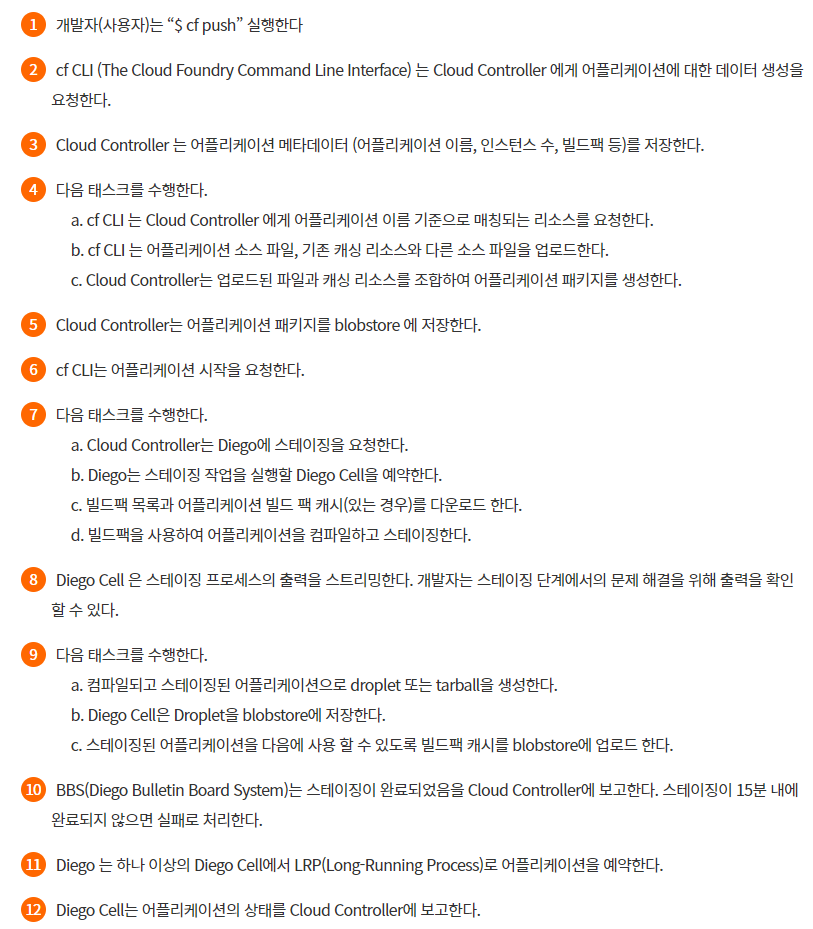 1 개발자(사용자)는 “$ cf push” 실행한다
2 cf CLI (The Cloud Foundry Command Line Interface) 는 Cloud Controller 에게 어플리케이션에 대한 데이터 생성을
요청한다.
3 Cloud Controller 는 어플리케이션 메타데이터 (어플리케이션 이름, 인스턴스 수, 빌드팩 등)를 저장한다.
4 다음 태스크를 수행한다.
a. cf CLI 는 Cloud Controller 에게 어플리케이션 이름 기준으로 매칭되는 리소스를 요청한다.
b. cf CLI 는 어플리케이션 소스 파일, 기존 캐싱 리소스와 다른 소스 파일을 업로드한다.
c. Cloud Controller는 업로드된 파일과 캐싱 리소스를 조합하여 어플리케이션 패키지를 생성한다.
5 Cloud Controller는 어플리케이션 패키지를 blobstore 에 저장한다.
6 cf CLI는 어플리케이션 시작을 요청한다.
7 다음 태스크를 수행한다.
a. Cloud Controller는 Diego에 스테이징을 요청한다.
b. Diego는 스테이징 작업을 실행할 Diego Cell을 예약한다.
c. 빌드팩 목록과 어플리케이션 빌드 팩 캐시(있는 경우)를 다운로드 한다.
d. 빌드팩을 사용하여 어플리케이션을 컴파일하고 스테이징한다.
8 Diego Cell 은 스테이징 프로세스의 출력을 스트리밍한다. 개발자는 스테이징 단계에서의 문제 해결을 위해 출력을 확인
할 수 있다.
9 다음 태스크를 수행한다.
a. 컴파일되고 스테이징된 어플리케이션으로 droplet 또는 tarball을 생성한다.
b. Diego Cell은 Droplet을 blobstore에 저장한다.
c. 스테이징된 어플리케이션을 다음에 사용 할 수 있도록 빌드팩 캐시를 blobstore에 업로드 한다.
10 BBS(Diego Bulletin Board System)는 스테이징이 완료되었음을 Cloud Controller에 보고한다. 스테이징이 15분 내에
완료되지 않으면 실패로 처리한다.
11 Diego 는 하나 이상의 Diego Cell에서 LRP(Long-Running Process)로 어플리케이션을 예약한다.
12 Diego Cell는 어플리케이션의 상태를 Cloud Controller에 보고한다.